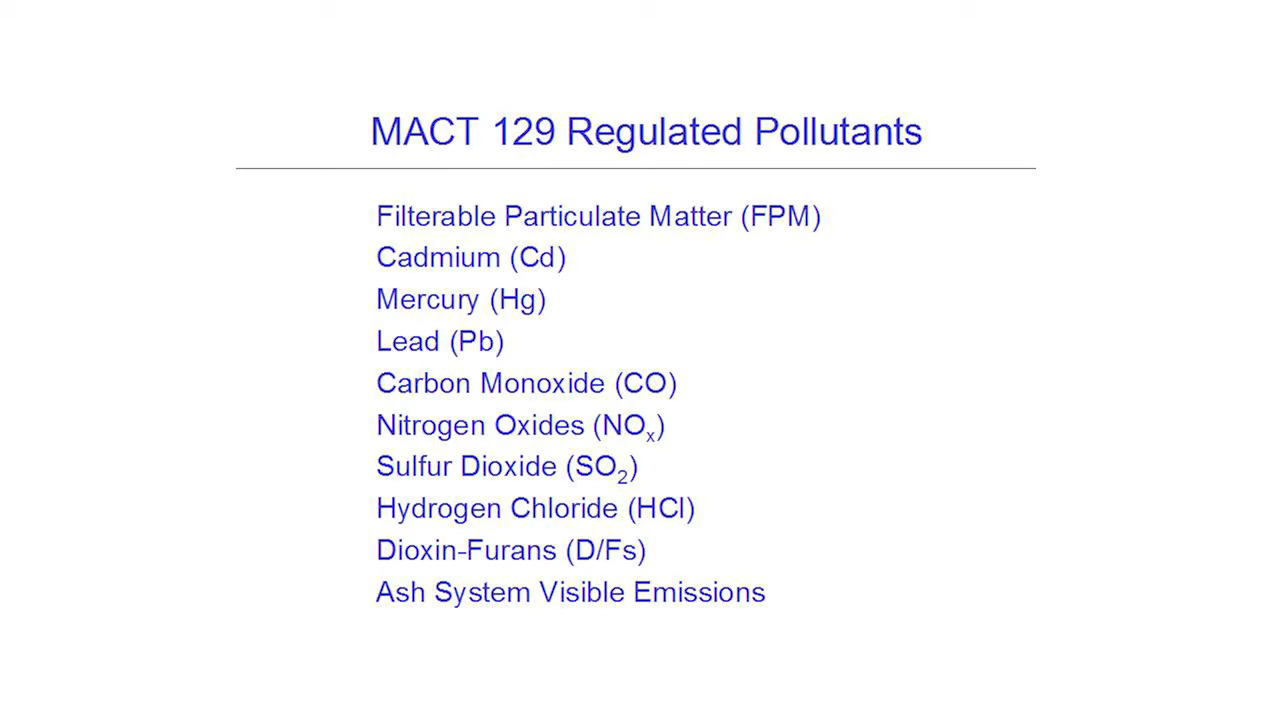 MACT 129 Regulated Pollutants
Filterable Particulate Matter (FPM)
Cadmium (Cd)
Mercury (Hg)
Lead (Pb)
Carbon Monoxide (CO)
Nitrogen Oxides (NOx)
Sulfur Dioxide (SO2)
Hydrogen Chloride (HCl)
Dioxin-Furans (D/Fs)
Ash System Visible Emissions